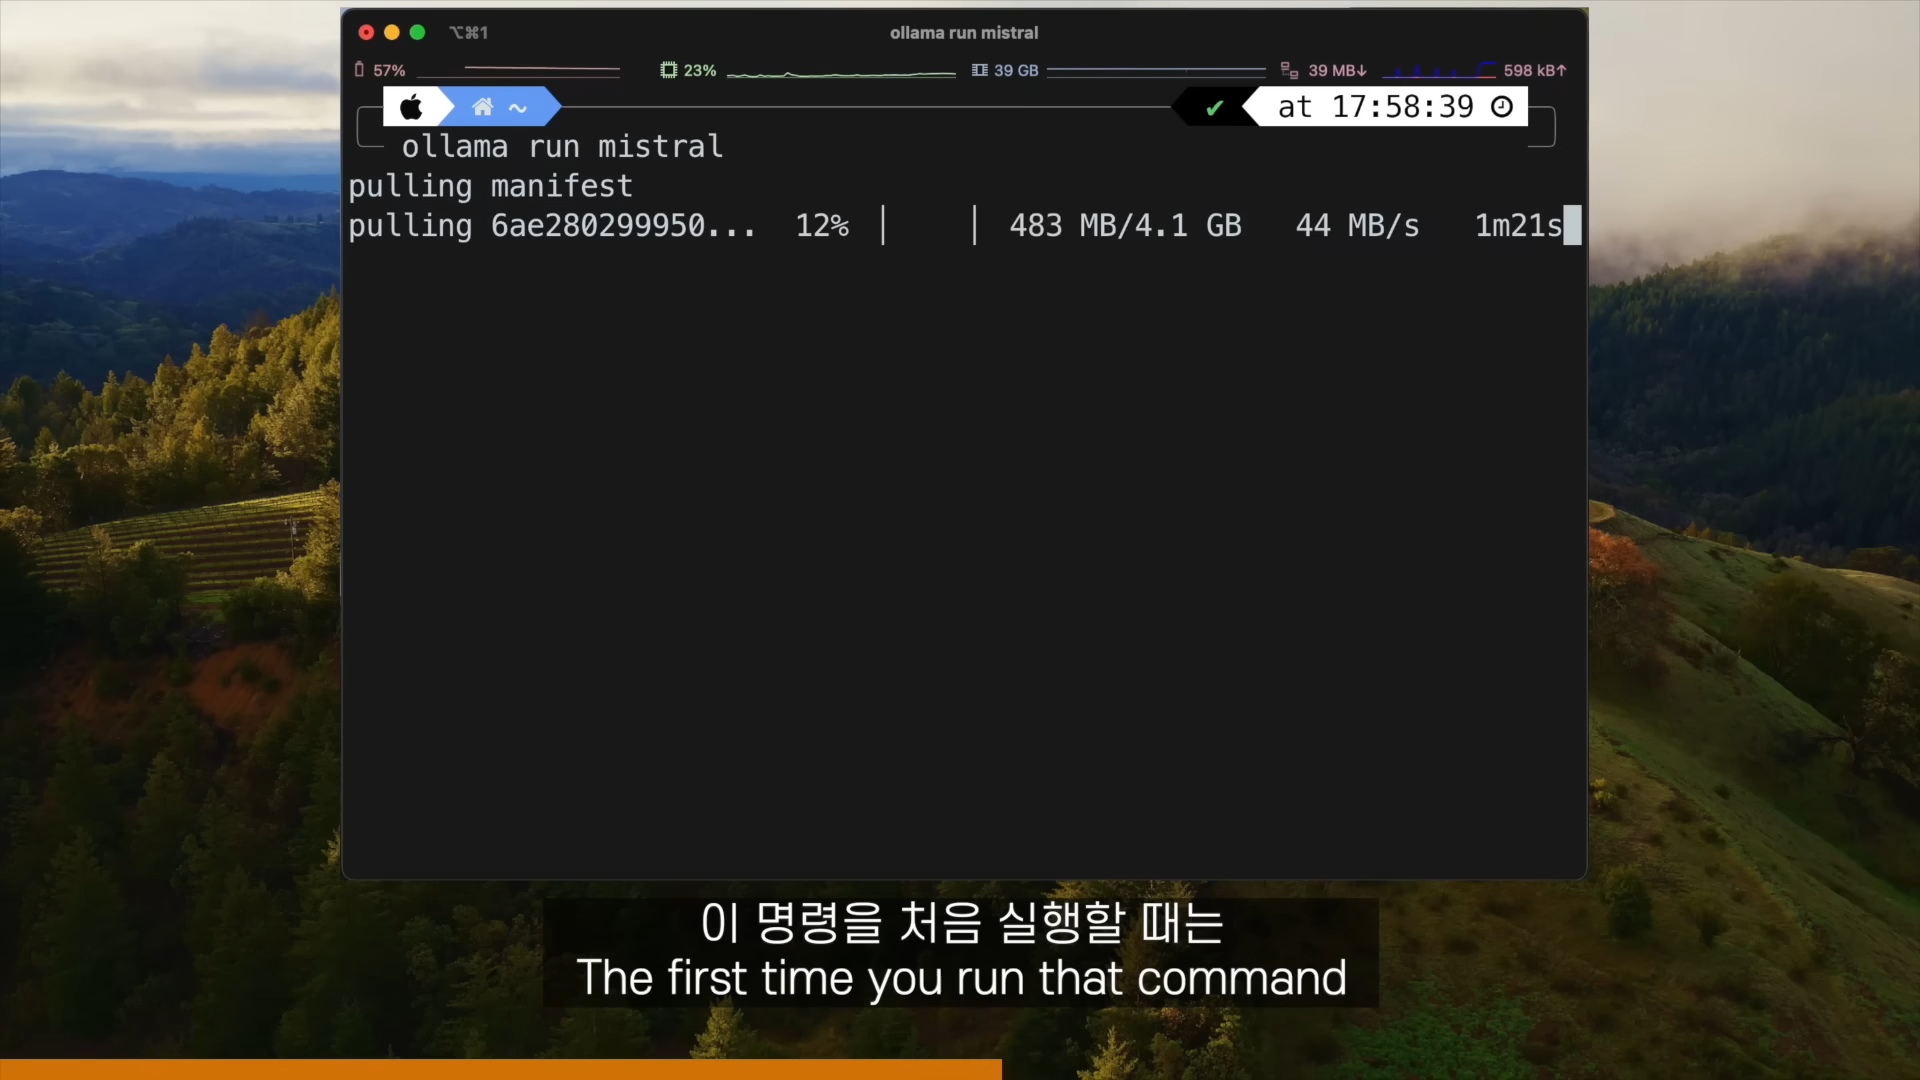 ⌥⌘1
ollama run mistral
57%
23%
39 GB
39 MB↓
598 kB↑
~
✔ at 17:58:39
ollama run mistral
pulling manifest
pulling 6ae280299950... 12% | | 483 MB/4.1 GB 44 MB/s 1m21s
이 명령을 처음 실행할 때는
The first time you run that command